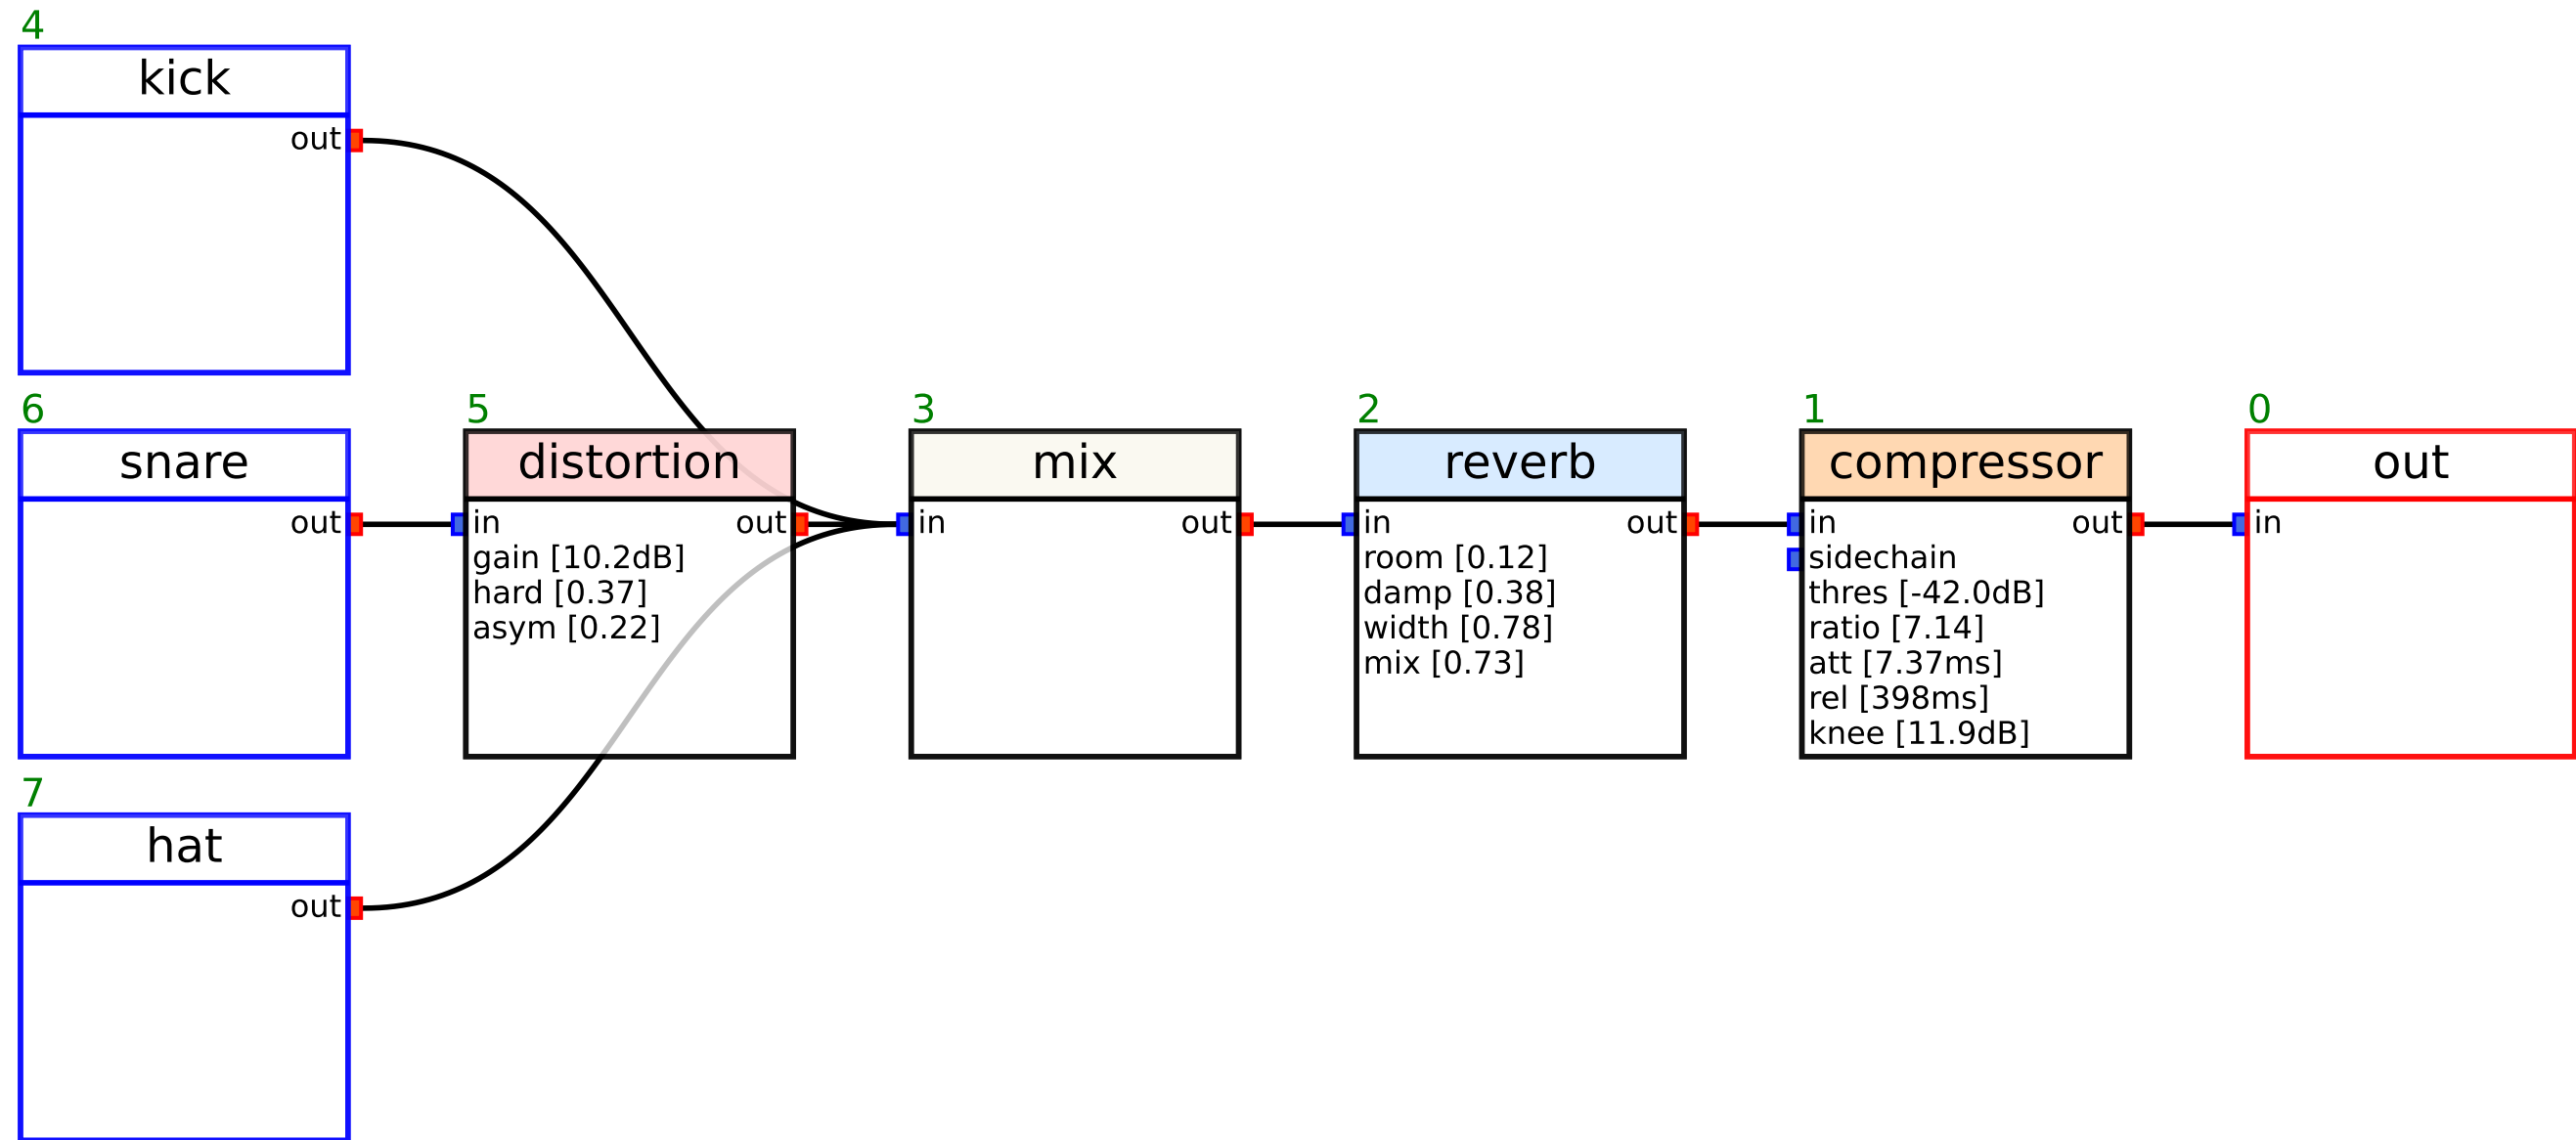 4
kick
out
6
snare
out
5
distortion
in out
gain [10.2dB]
hard [0.37]
asym [0.22]
3
mix
in out
2
reverb
in out
room [0.12]
damp [0.38]
width [0.78]
mix [0.73]
1
compressor
in out
sidechain
thres [-42.0dB]
ratio [7.14]
att [7.37ms]
rel [398ms]
knee [11.9dB]
0
out
in
7
hat
out